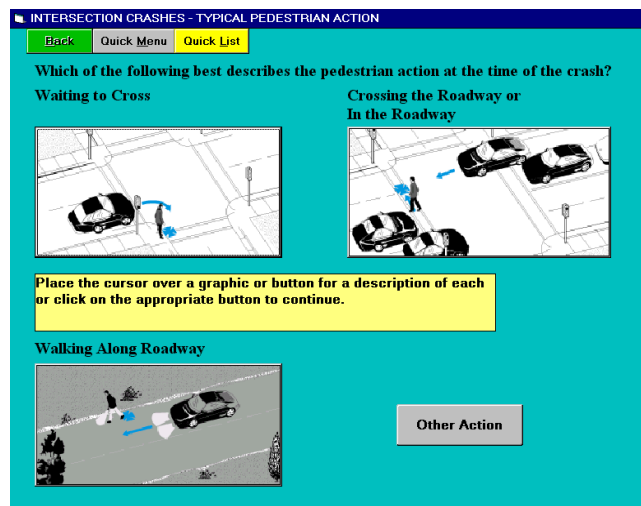 INTERSECTION CRASHES - TYPICAL PEDESTRIAN ACTION
Back Quick Menu Quick List
Which of the following best describes the pedestrian action at the time of the crash?
Waiting to Cross
Crossing the Roadway or
In the Roadway
Place the cursor over a graphic or button for a description of each
or click on the appropriate button to continue.
Walking Along Roadway
Other Action